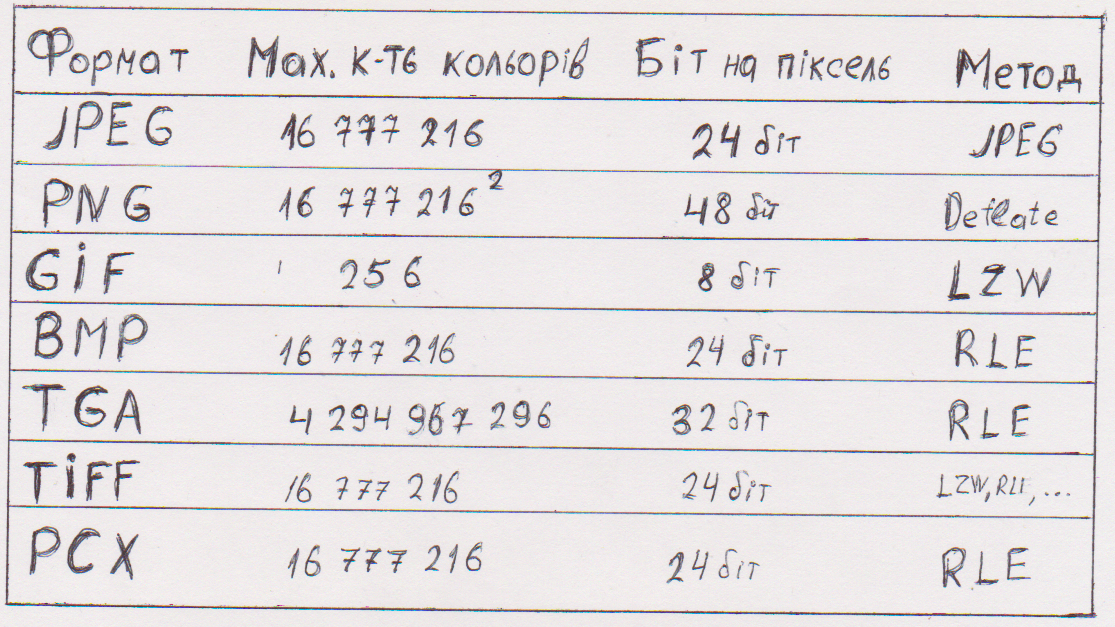 Формат Мах. к-ть кольорів Біт на піксель Метод
JPEG 16 777 216 24 біт JPEG
PNG 16 777 216² 48 біт Deflate
GiF 256 8 біт LZW
BMP 16 777 216 24 біт RLE
TGA 4 294 967 296 32 біт RLE
TiFF 16 777 216 24 біт LZW, RLE, ...
PCX 16 777 216 24 біт RLE